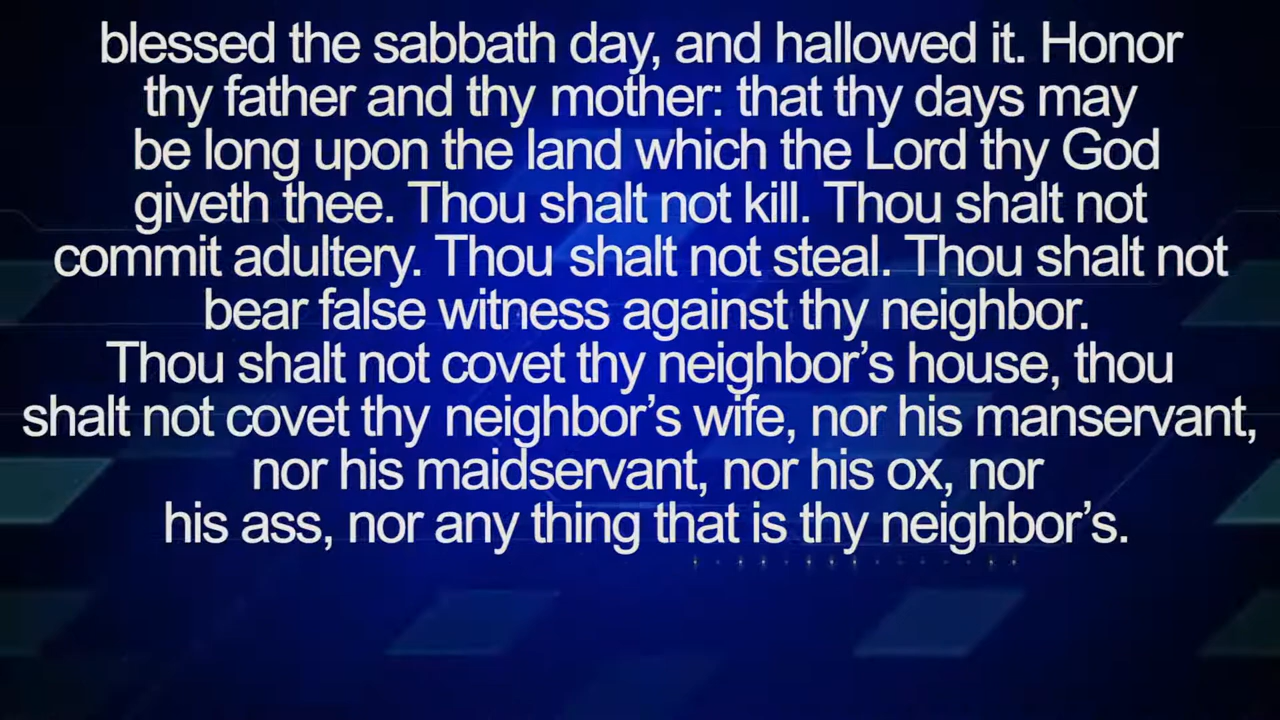 blessed the sabbath day, and hallowed it. Honor
thy father and thy mother: that thy days may
be long upon the land which the Lord thy God
giveth thee. Thou shalt not kill. Thou shalt not
commit adultery. Thou shalt not steal. Thou shalt not
bear false witness against thy neighbor.
Thou shalt not covet thy neighbor’s house, thou
shalt not covet thy neighbor’s wife, nor his manservant,
nor his maidservant, nor his ox, nor
his ass, nor any thing that is thy neighbor’s.